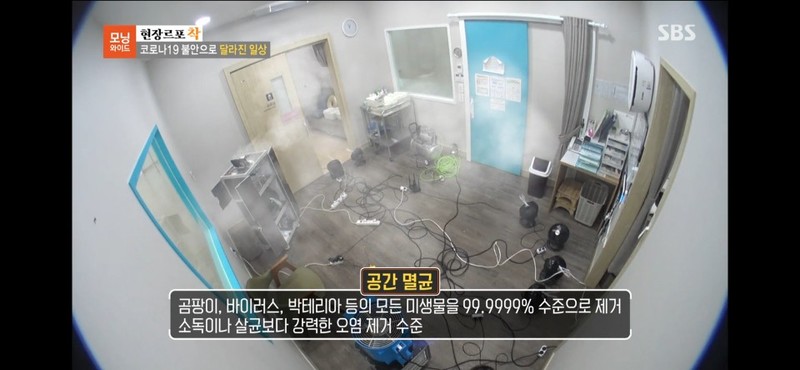 모닝
와이드
현장르포 착
코로나19 불안으로 달라진 일상
SBS
공간 멸균
곰팡이, 바이러스, 박테리아 등의 모든 미생물을 99.9999% 수준으로 제거
소독이나 살균보다 강력한 오염 제거 수준